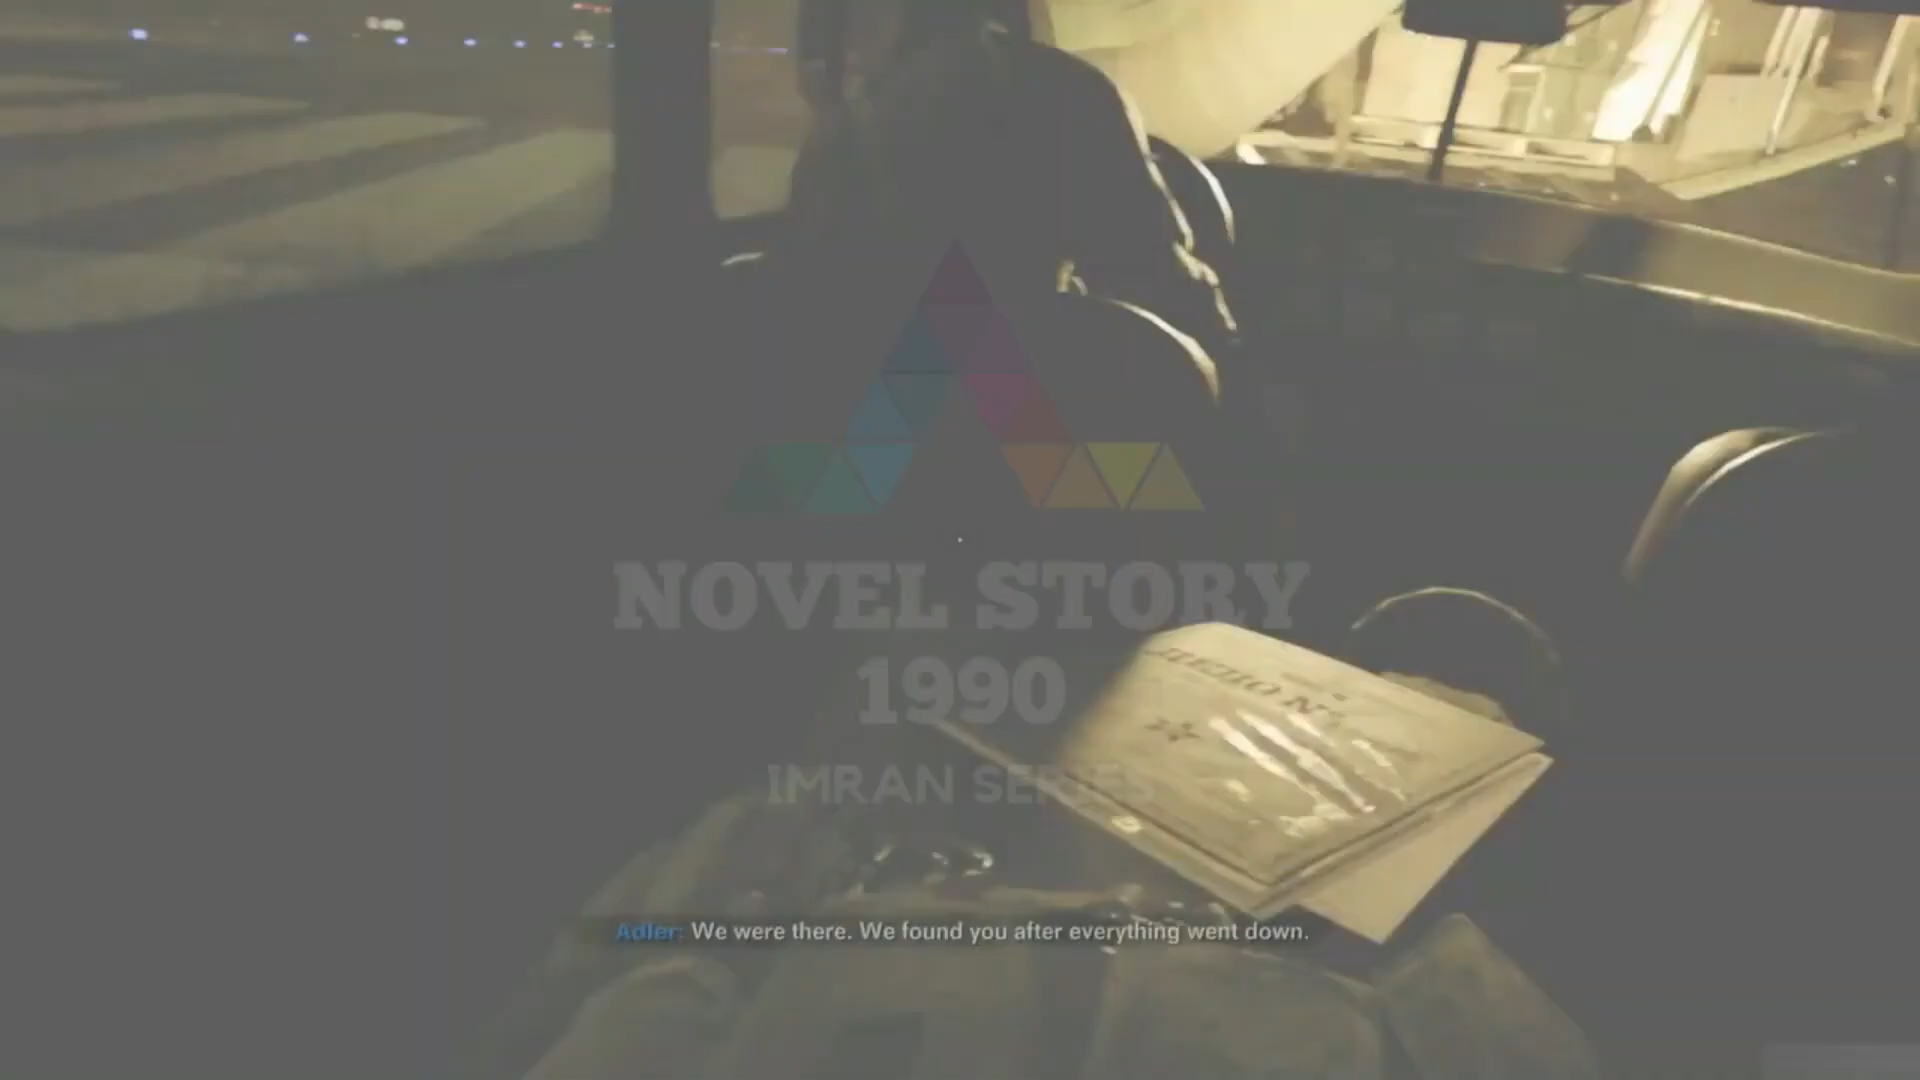 NOVEL STORY
1990
IMRAN SERIES
Adler: We were there. We found you after everything went down.